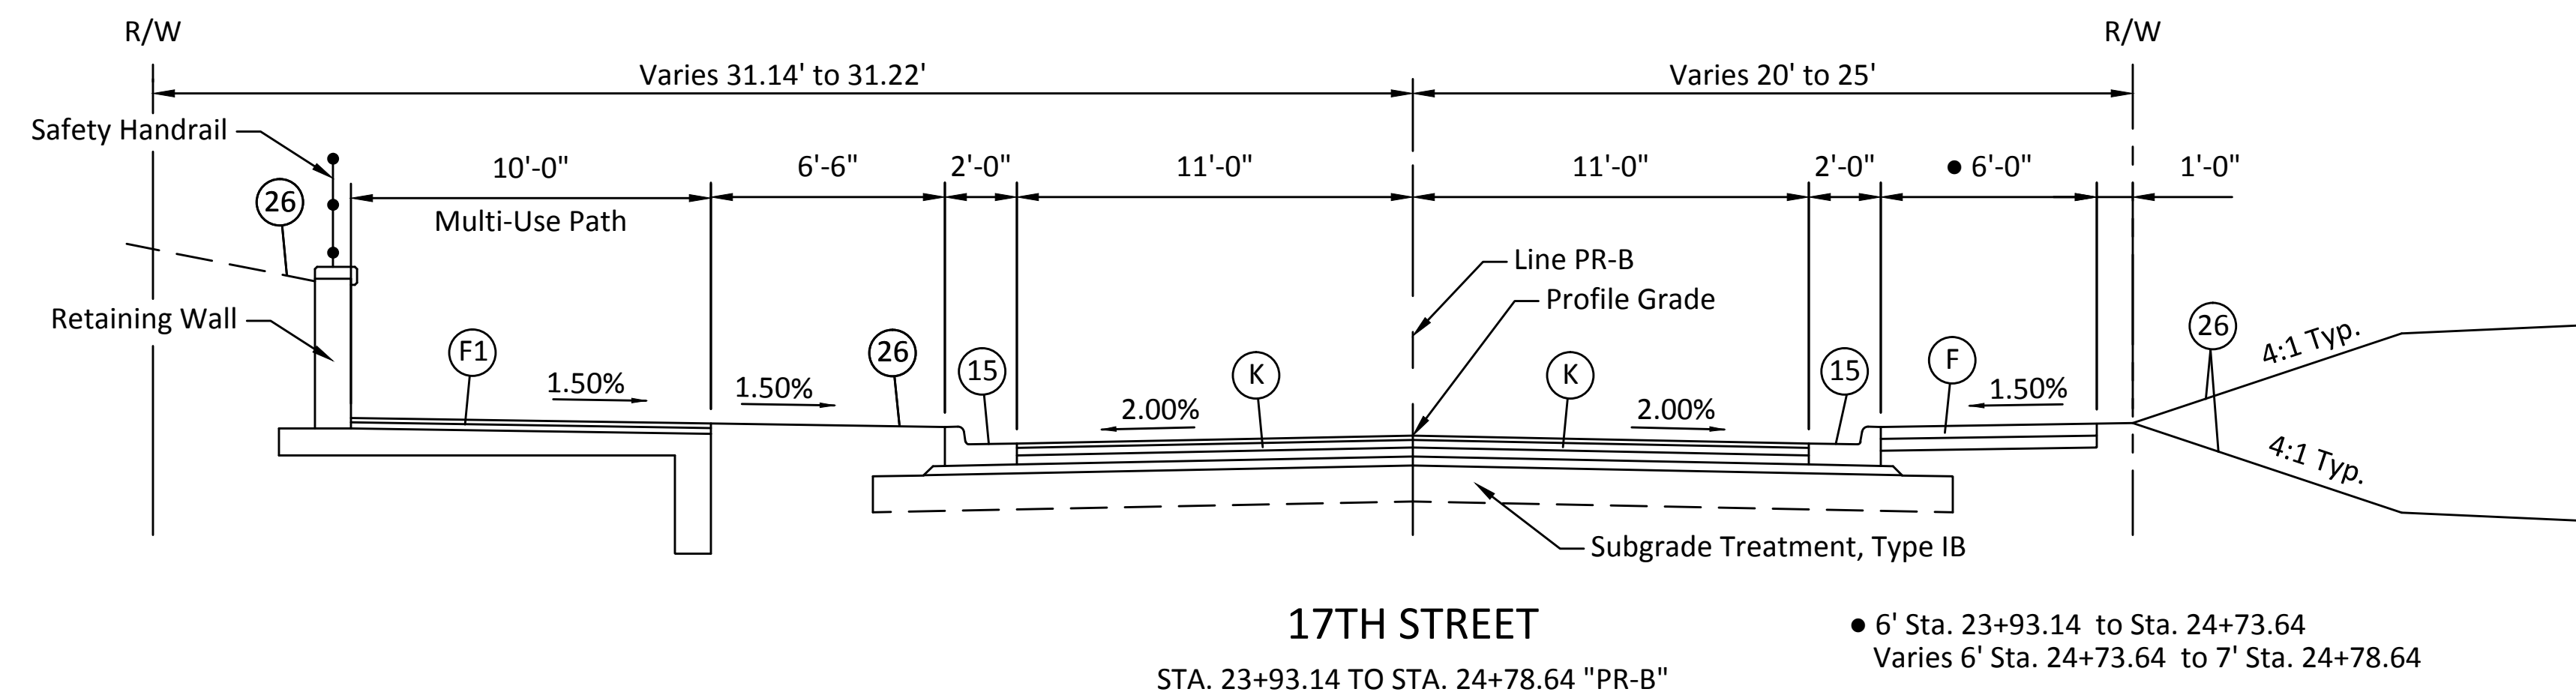 R/W
R/W
Varies 31.14' to 31.22'
Varies 20' to 25'
Safety Handrail
10'-0"
6'-6"
2'-0"
11'-0"
11'-0"
2'-0"
● 6'-0"
1'-0"
26
Multi-Use Path
Line PR-B
Profile Grade
Retaining Wall
F1
26
15
K
K
15
F
26
4:1 Typ.
1.50%
1.50%
2.00%
2.00%
1.50%
4:1 Typ.
Subgrade Treatment, Type IB
17TH STREET
STA. 23+93.14 TO STA. 24+78.64 "PR-B"
● 6' Sta. 23+93.14 to Sta. 24+73.64
Varies 6' Sta. 24+73.64 to 7' Sta. 24+78.64